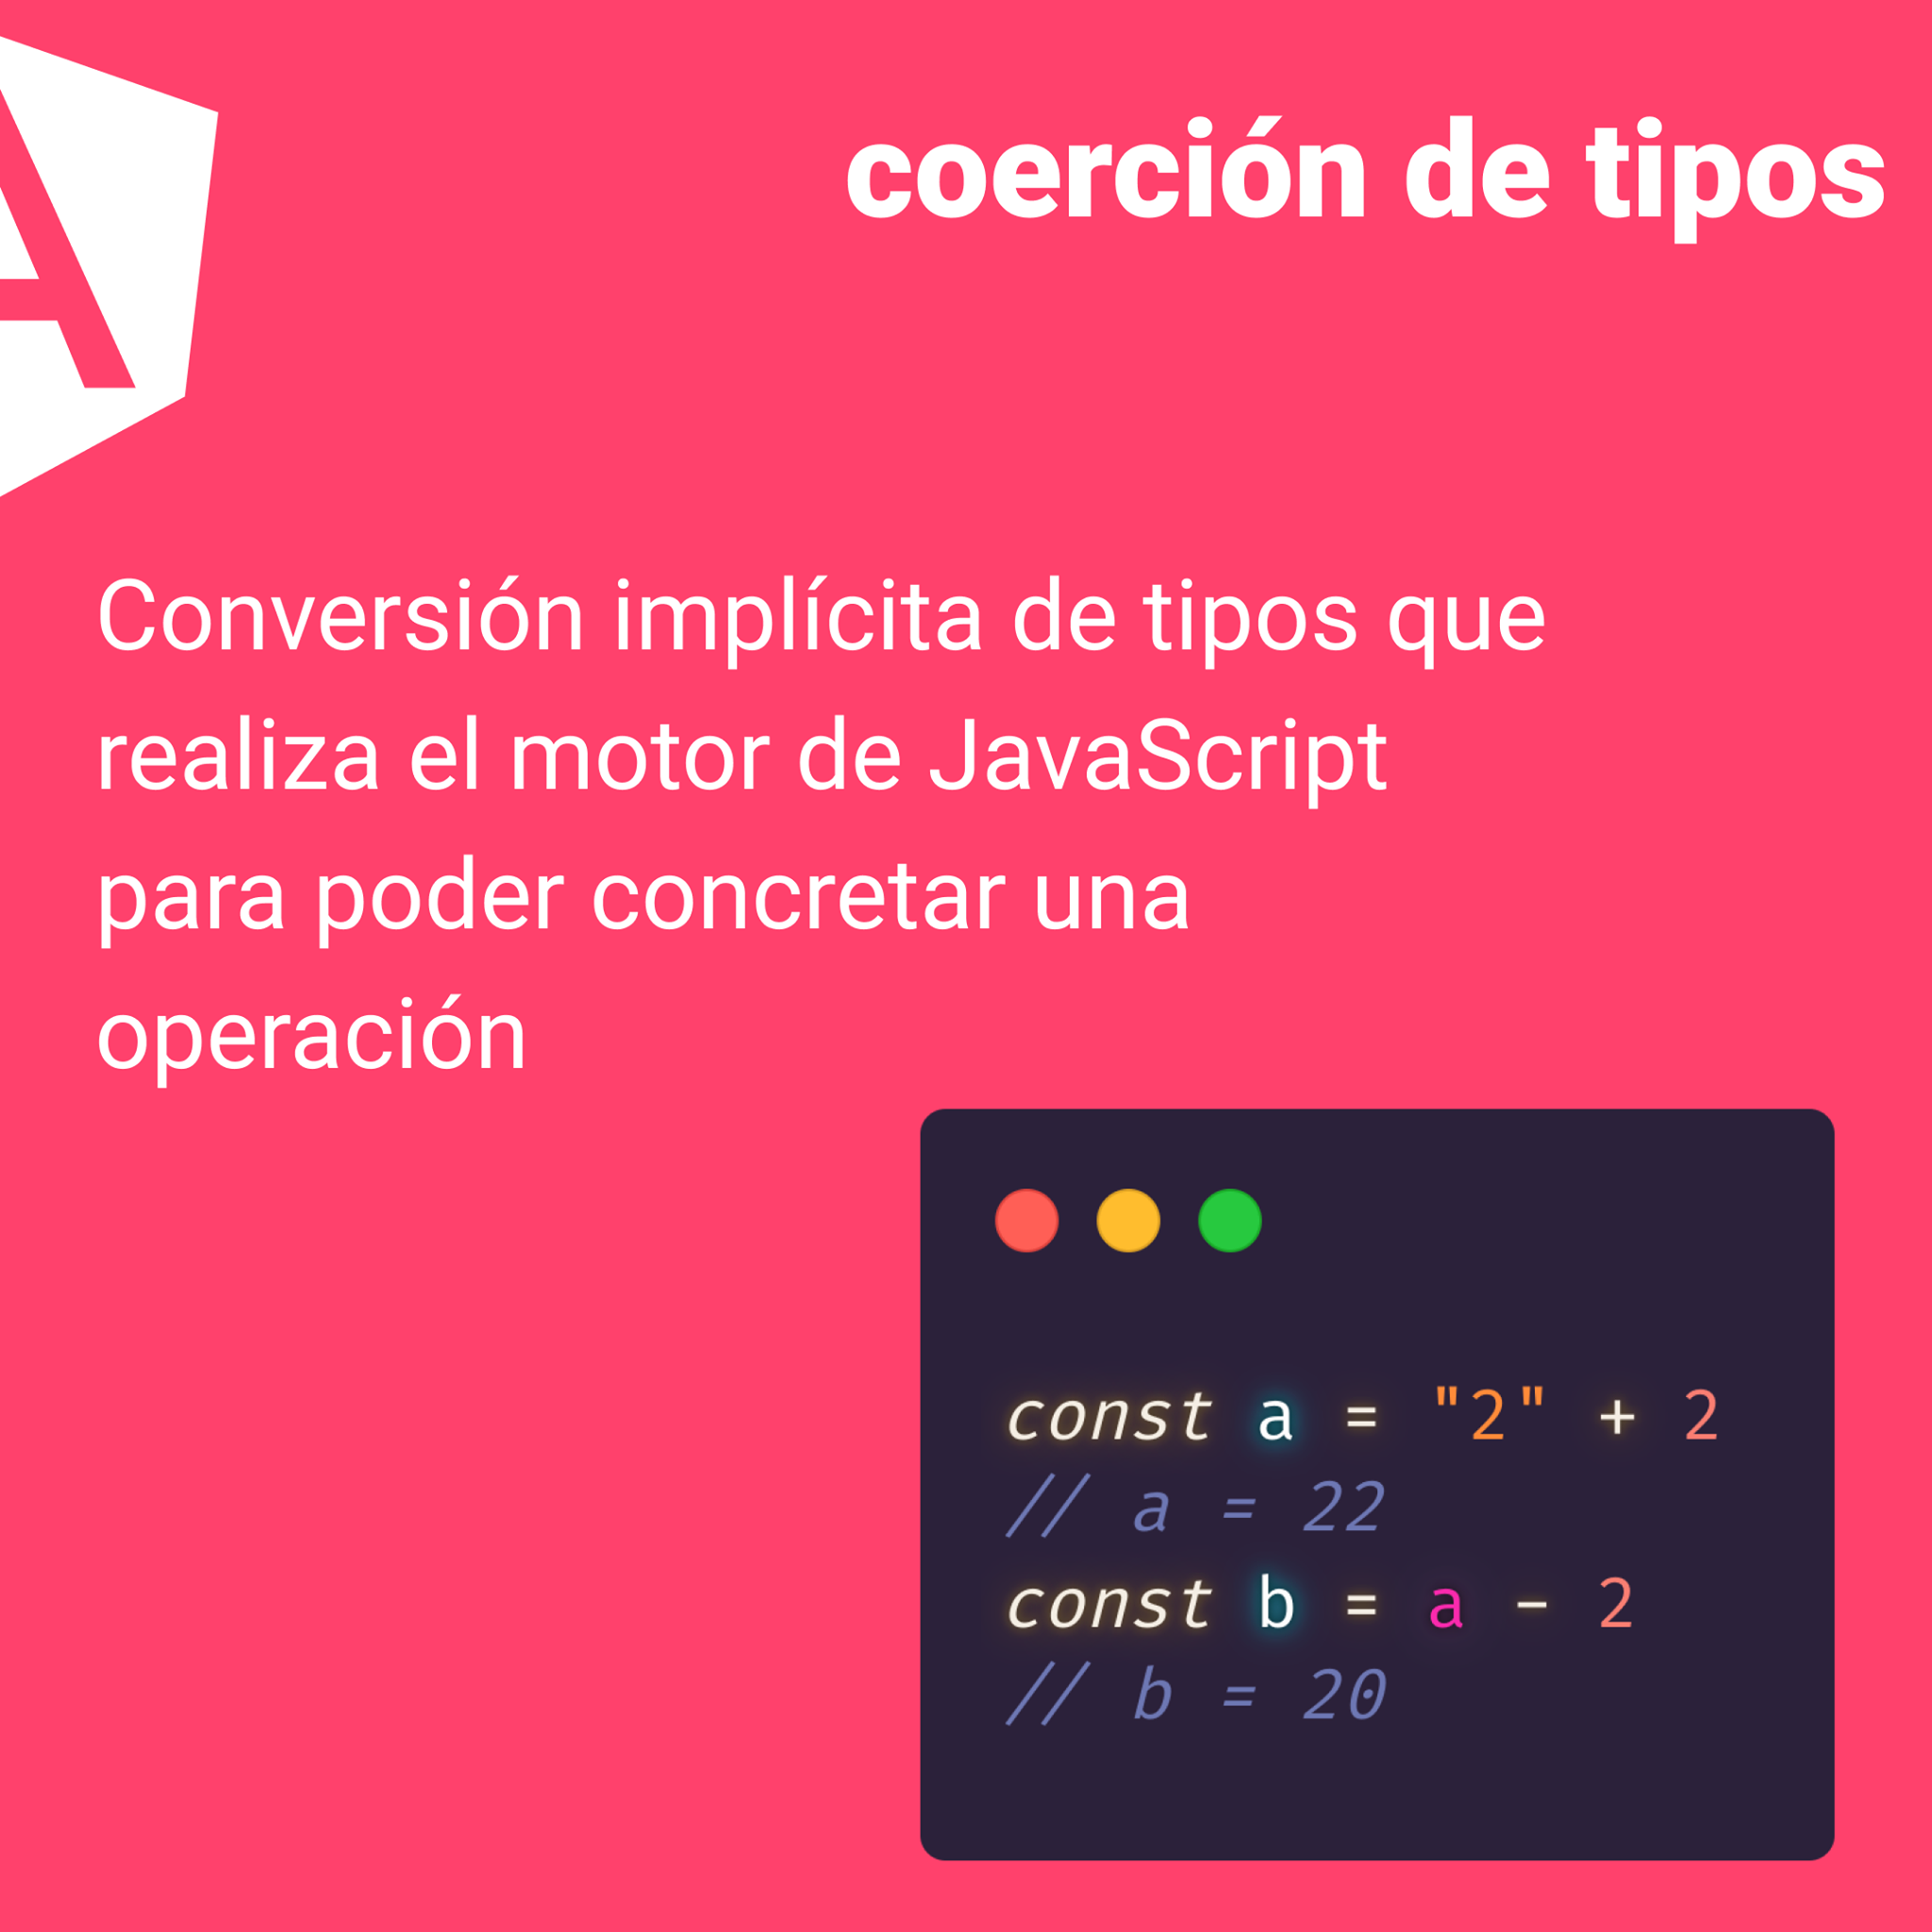 A
coerción de tipos
Conversión implícita de tipos que
realiza el motor de JavaScript
para poder concretar una
operación
const a = "2" + 2
// a = 22
const b = a - 2
// b = 20